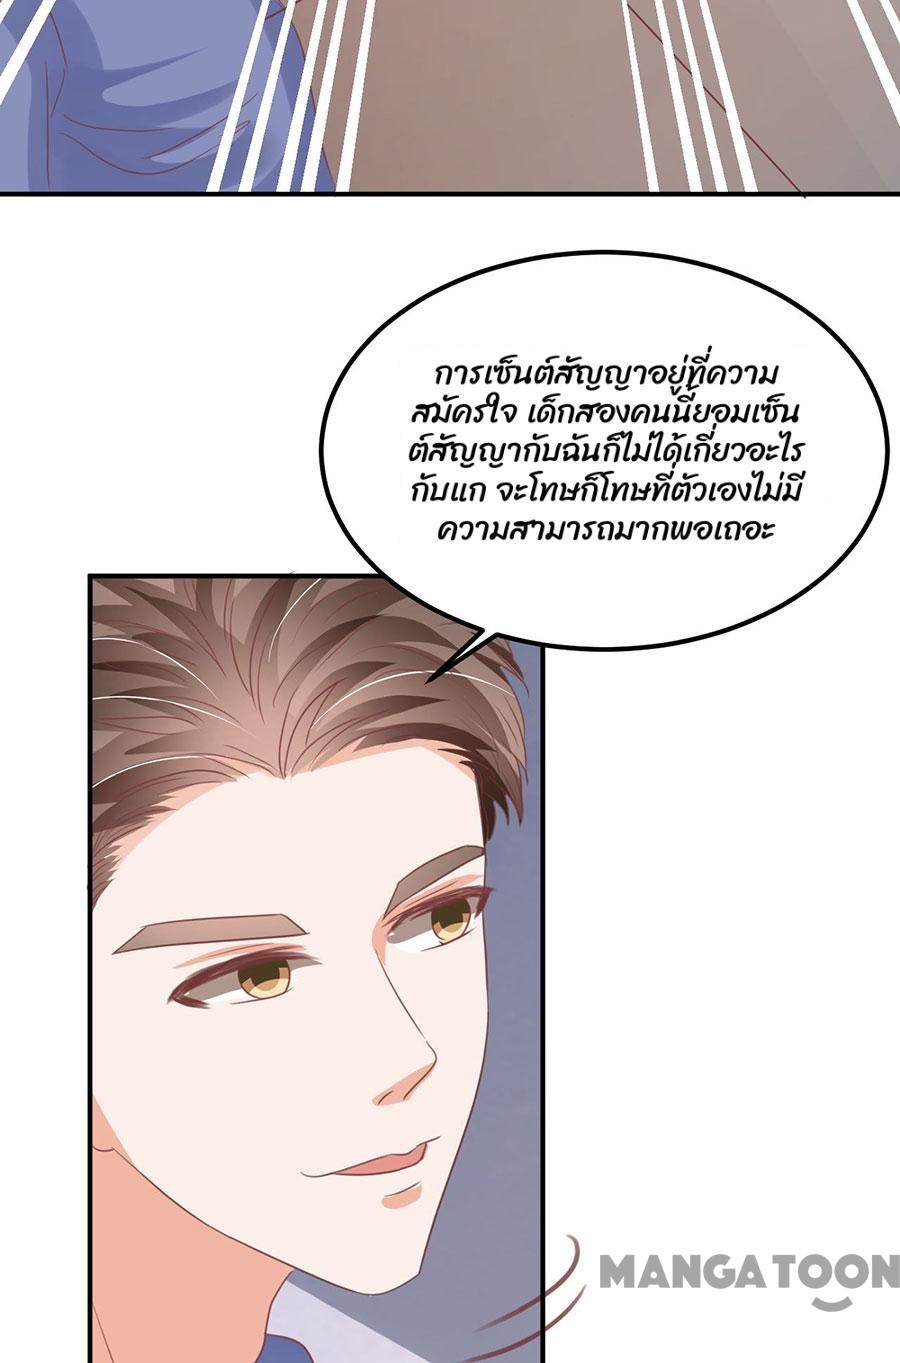 การเซ็นต์สัญญาอยู่ที่ความ
สมัครใจ เด็กสองคนนี้ยอมเซ็น
ต์สัญญากับฉันก็ไม่ได้เกี่ยวอะไร
กับแก จะโทษก็โทษที่ตัวเองไม่มี
ความสามารถมากพอเถอะ
MANGATOON